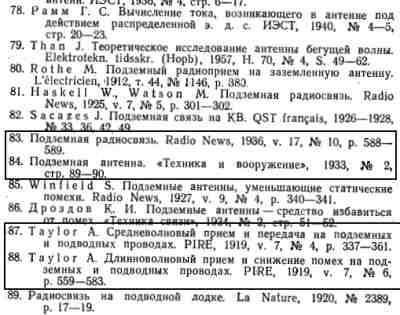 антенн. ИЭСТ, 1938, № 4, стр. 6—17.
78. Рамм Г. С. Вычисление тока, возникающего в антенне под
действием распределенной э. д. с. ИЭСТ, 1940, № 4—5,
стр. 20—23.
79. Than J. Теоретическое исследование антенны бегущей волны.
Elektrotekn. tidsskr. (Норв), 1957, H. 70, № 4, S. 49—62.
80. Rothe M. Подземный радиоприем на заземленную антенну.
L'électricien, 1912, т. 44, № 1146, p. 380.
81. Haskell W., Watson M. Подземная радиосвязь. Radio
News, 1925, v. 7, № 5, p. 301—302.
82. Sacazes J. Подземная связь на КВ. QST français, 1926—1928,
№ 33, 36, 42, 49.
83. Подземная радиосвязь. Radio News, 1936, v. 17, № 10, p. 588—
589.
84. Подземная антенна. «Техника и вооружение», 1933, № 2,
стр. 89—90.
85. Winfield S. Подземные антенны, уменьшающие статические
помехи. Radio News, 1927, v. 9, № 4, p. 340—341.
86. Дроздов К. И. Подземные антенны — средство избавиться
от помех. «Техника связи», 1934, № 3, стр. 51—52.
87. Taylor A. Средневолновый прием и передача на подземных
и подводных проводах. PIRE, 1919, v. 7, № 4, p. 337—361.
88. Taylor A. Длинноволновый прием и снижение помех на под-
земных и подводных проводах. PIRE, 1919, v. 7, № 6,
p. 559—583.
89. Радиосвязь на подводной лодке. La Nature, 1920, № 2389,
p. 17—19.